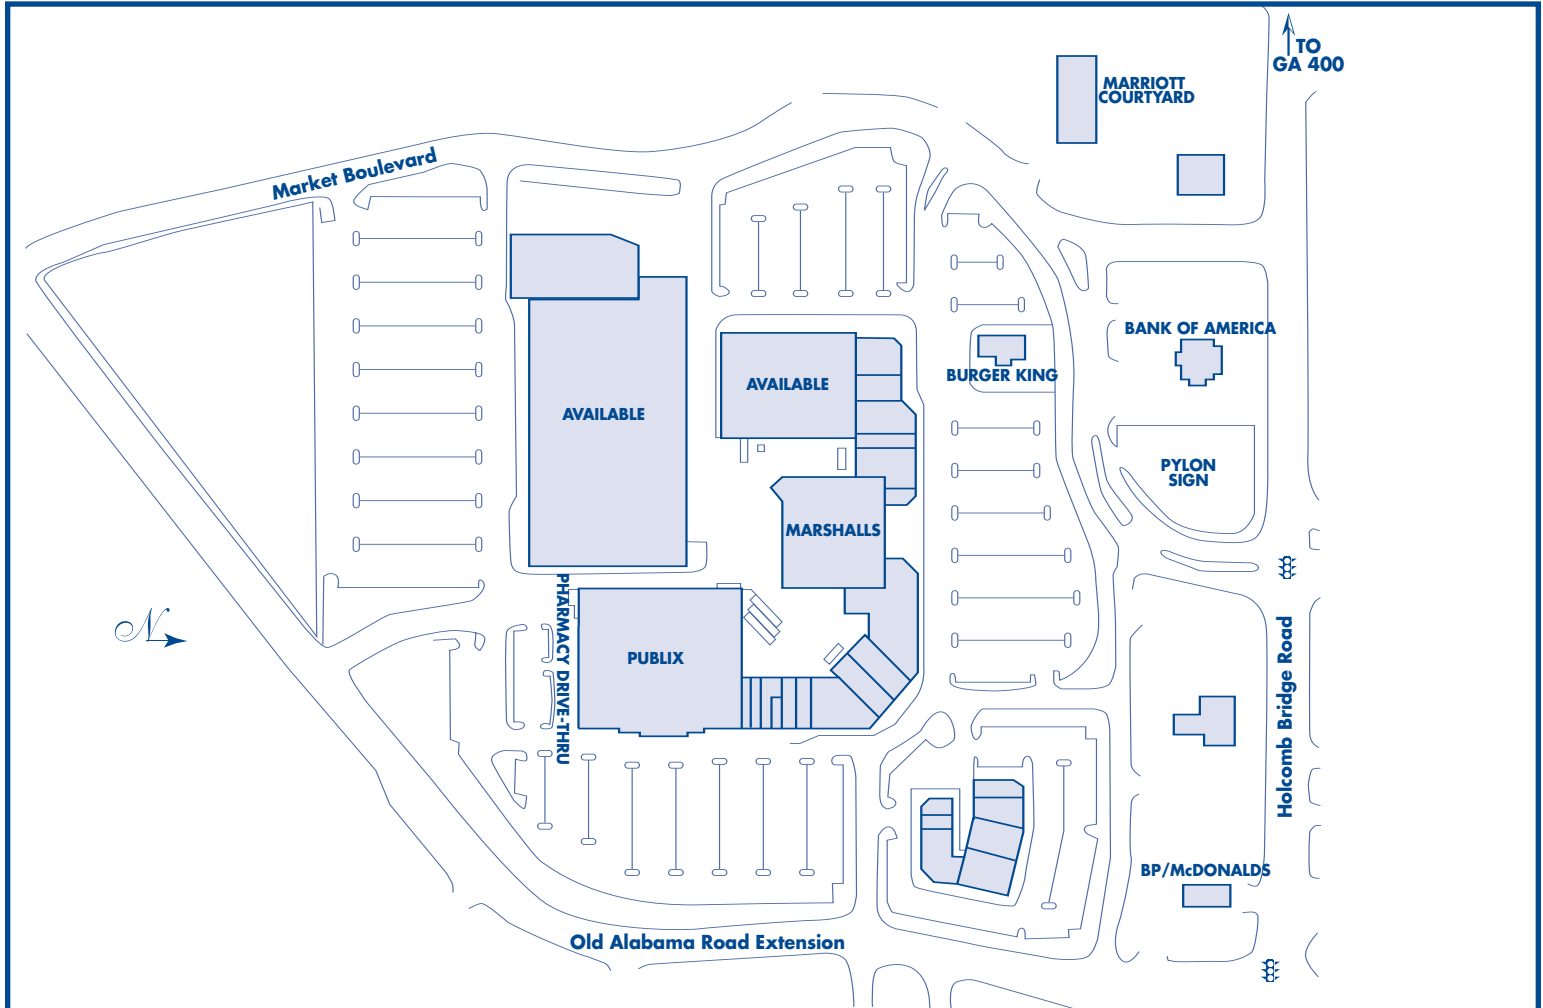 TO
GA 400
MARRIOTT
COURTYARD
Market Boulevard
BANK OF AMERICA
BURGER KING
AVAILABLE
AVAILABLE
PYLON
SIGN
MARSHALLS
PHARMACY DRIVE-THRU
N
PUBLIX
Holcomb Bridge Road
BP/McDONALDS
Old Alabama Road Extension